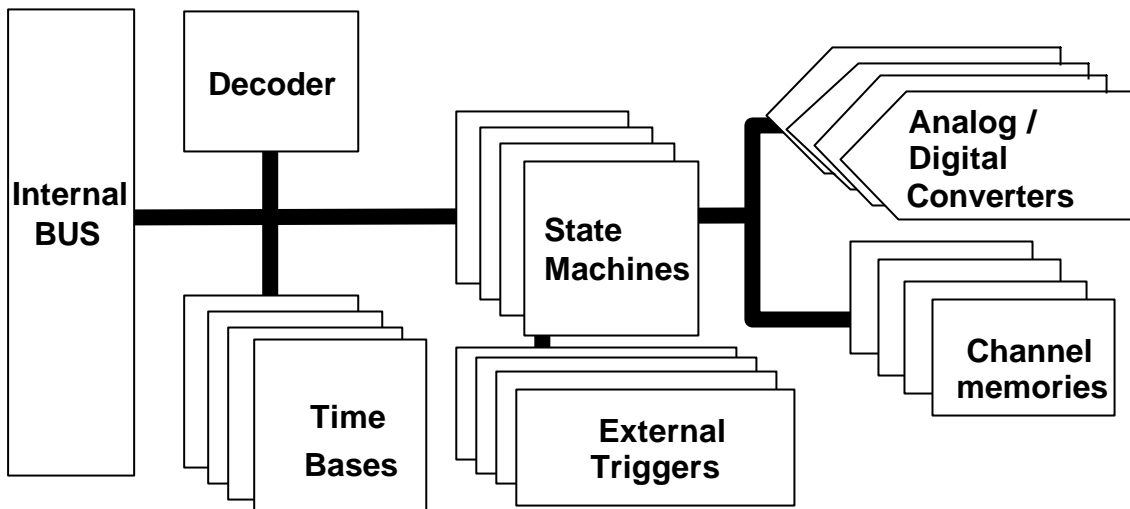 Decoder
Internal
BUS
Analog /
Digital
Converters
State
Machines
Channel
memories
Time
Bases
External
Triggers